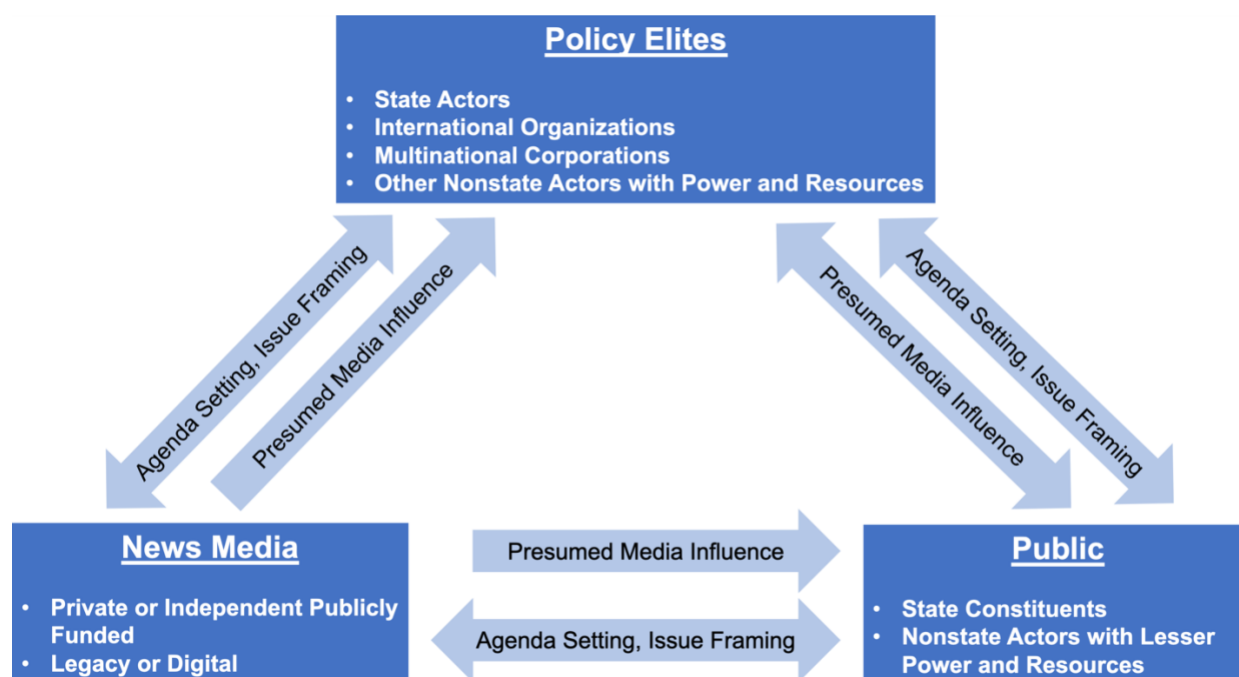 Policy Elites
• State Actors
• International Organizations
• Multinational Corporations
• Other Nonstate Actors with Power and Resources
Agenda Setting, Issue Framing
Presumed Media Influence
Presumed Media Influence
Agenda Setting, Issue Framing
News Media
• Private or Independent Publicly
Funded
• Legacy or Digital
Presumed Media Influence
Agenda Setting, Issue Framing
Public
• State Constituents
• Nonstate Actors with Lesser
Power and Resources